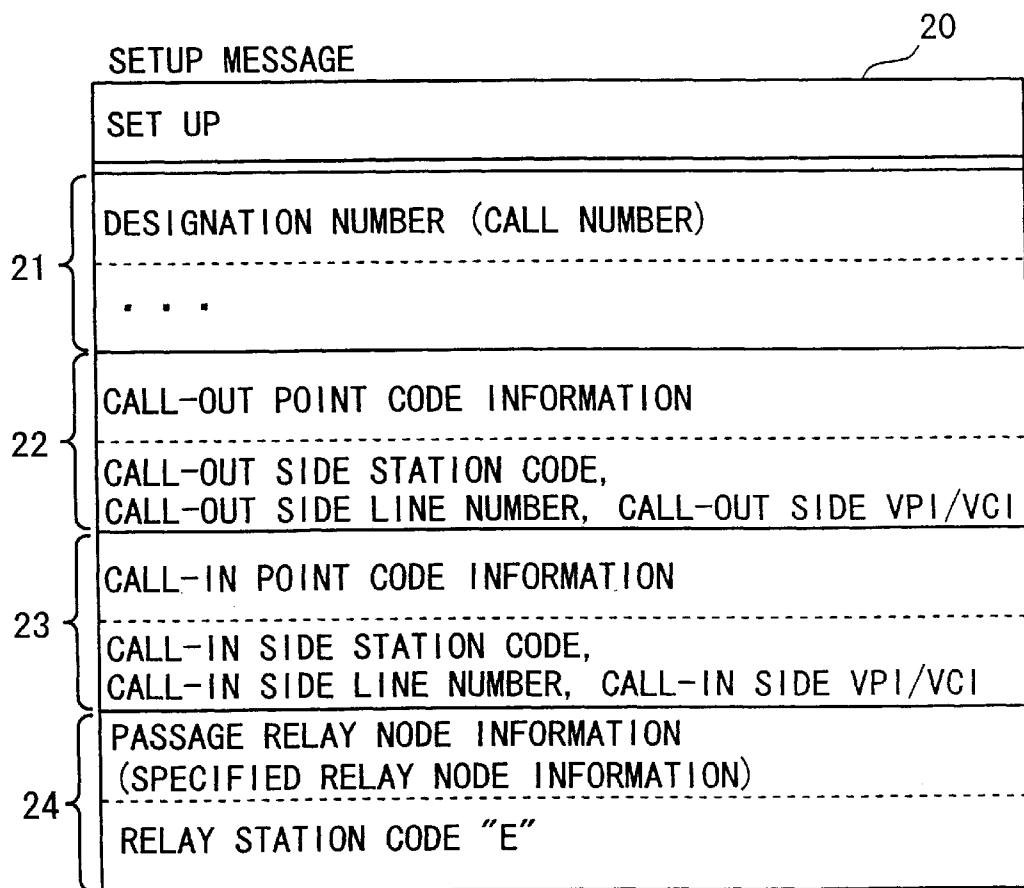 20
SETUP MESSAGE
SET UP
21
DESIGNATION NUMBER (CALL NUMBER)
. . .
22
CALL-OUT POINT CODE INFORMATION
CALL-OUT SIDE STATION CODE,
CALL-OUT SIDE LINE NUMBER, CALL-OUT SIDE VPI/VCI
23
CALL-IN POINT CODE INFORMATION
CALL-IN SIDE STATION CODE,
CALL-IN SIDE LINE NUMBER, CALL-IN SIDE VPI/VCI
24
PASSAGE RELAY NODE INFORMATION
(SPECIFIED RELAY NODE INFORMATION)
RELAY STATION CODE "E"